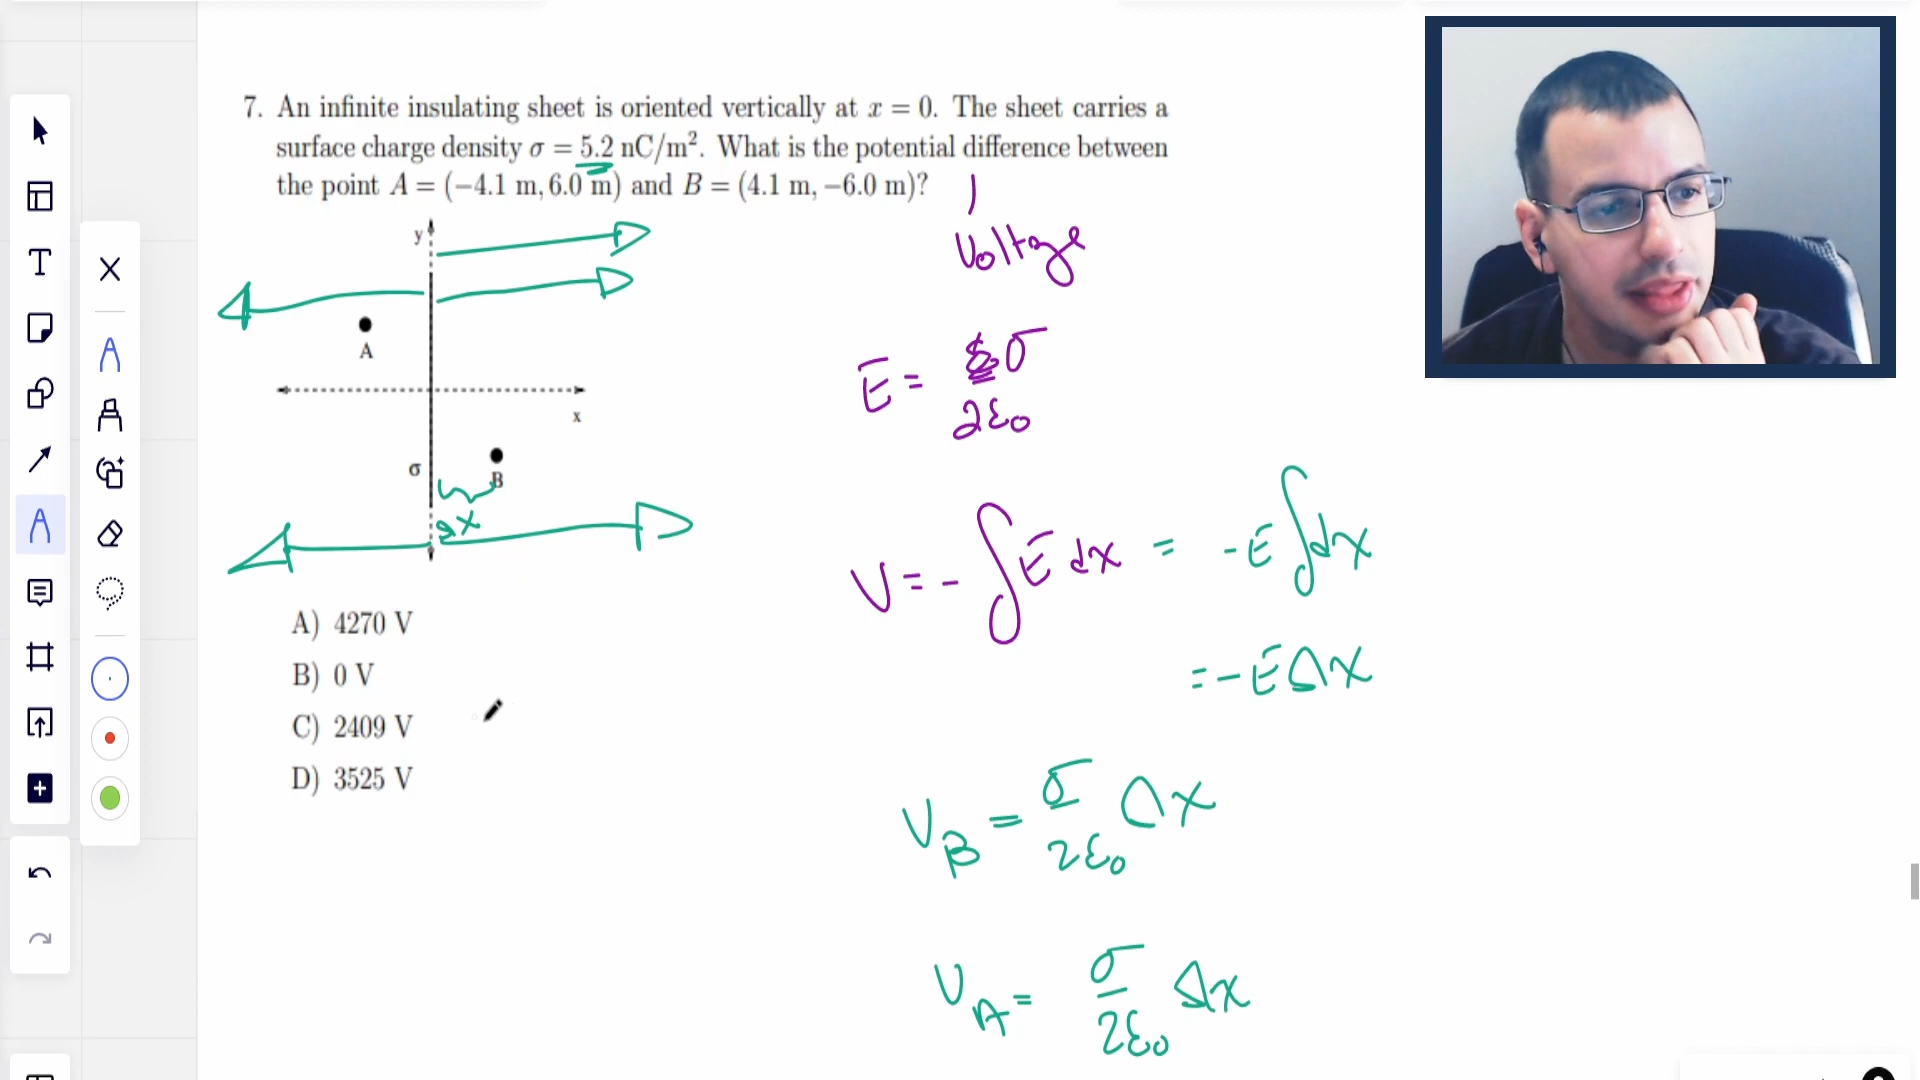 7. An infinite insulating sheet is oriented vertically at x = 0. The sheet carries a
surface charge density σ = 5.2 nC/m². What is the potential difference between
the point A = (−4.1 m, 6.0 m) and B = (4.1 m, −6.0 m)?
y
A
x
σ
B
Δx
A) 4270 V
B) 0 V
C) 2409 V
D) 3525 V
Voltage
E = σ
2ε₀
V = - ∫ E dx = -E ∫ dx
= -E Δx
V_B = σ/2ε₀ Δx
V_A = σ/2ε₀ Δx
T